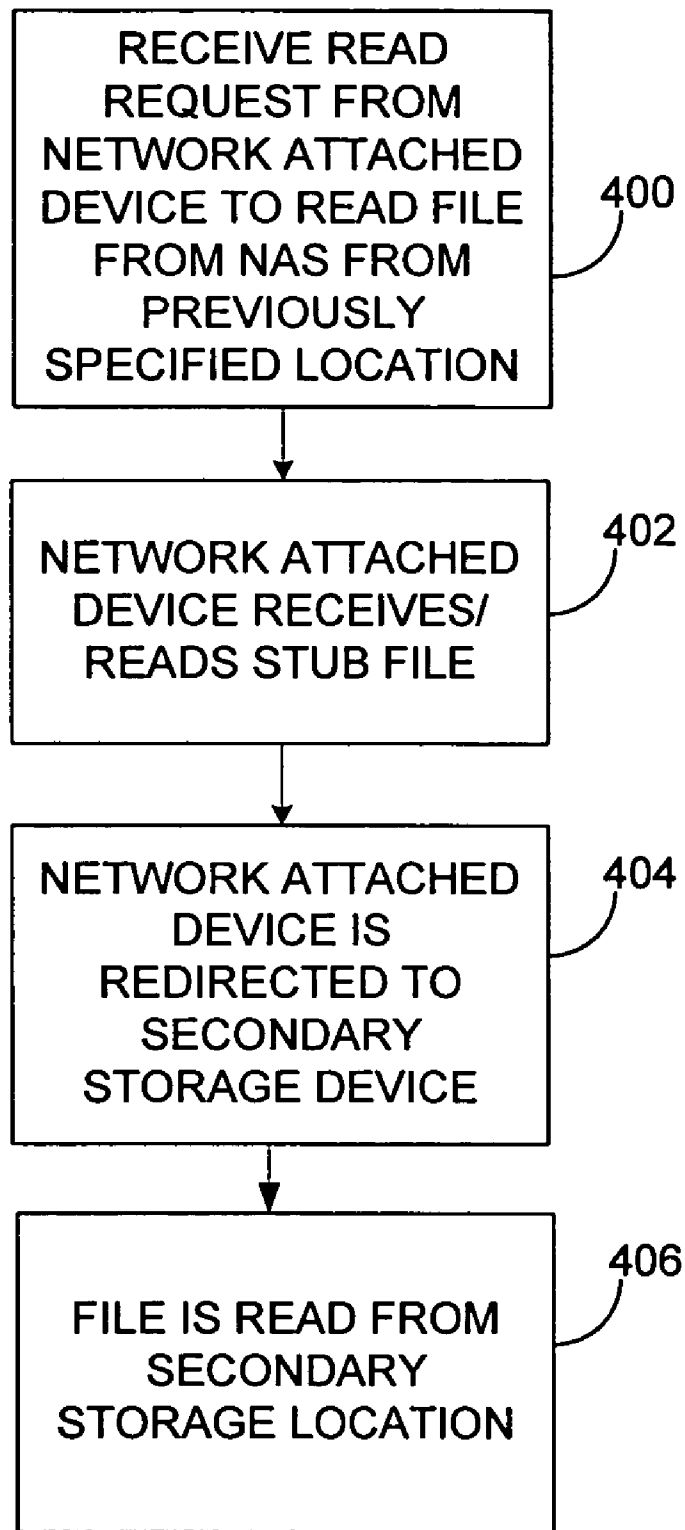 RECEIVE READ
REQUEST FROM
NETWORK ATTACHED
DEVICE TO READ FILE
FROM NAS FROM
PREVIOUSLY
SPECIFIED LOCATION
400
NETWORK ATTACHED
DEVICE RECEIVES/
READS STUB FILE
402
NETWORK ATTACHED
DEVICE IS
REDIRECTED TO
SECONDARY
STORAGE DEVICE
404
FILE IS READ FROM
SECONDARY
STORAGE LOCATION
406